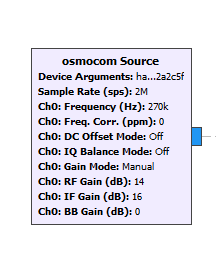 osmocom Source
Device Arguments: ha...2a2c5f
Sample Rate (sps): 2M
Ch0: Frequency (Hz): 270k
Ch0: Freq. Corr. (ppm): 0
Ch0: DC Offset Mode: Off
Ch0: IQ Balance Mode: Off
Ch0: Gain Mode: Manual
Ch0: RF Gain (dB): 14
Ch0: IF Gain (dB): 16
Ch0: BB Gain (dB): 0